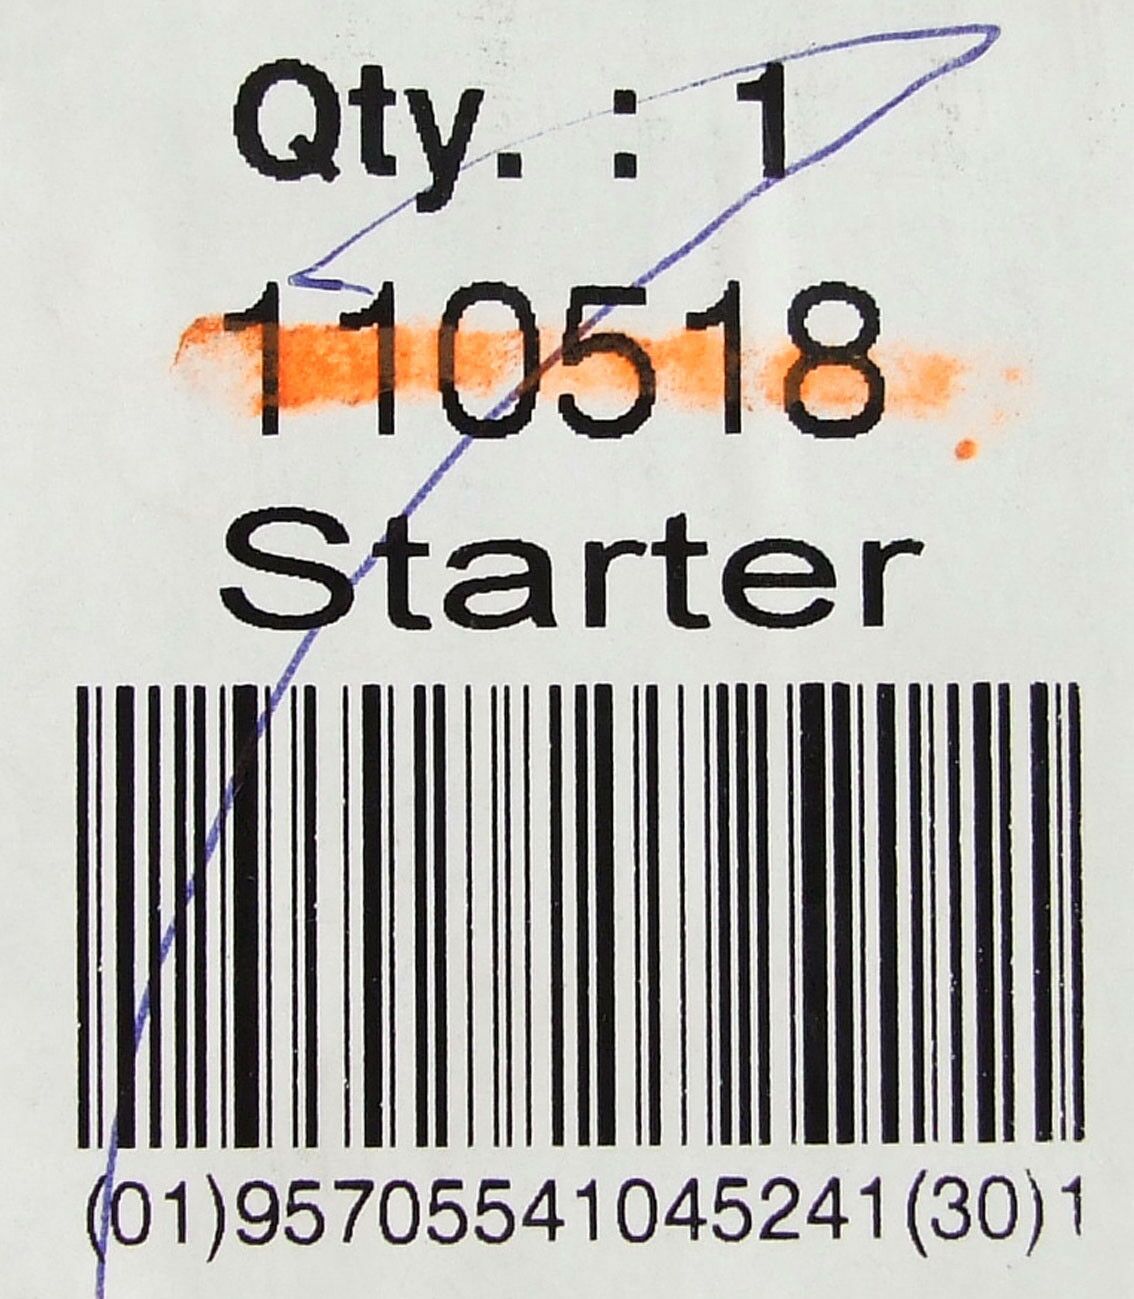 Qty. : 1
110518
Starter
(01)95705541045241(30)1